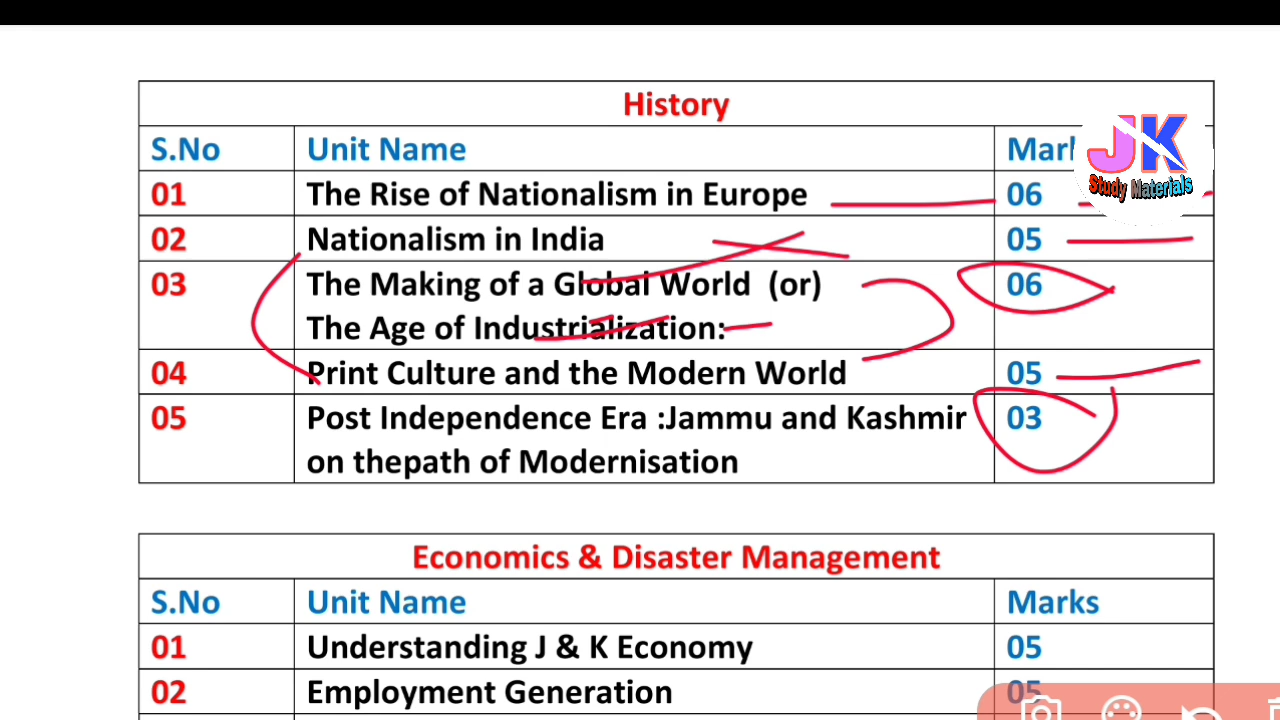 History
S.No Unit Name Mar
JK
Study Materials
01 The Rise of Nationalism in Europe 06
02 Nationalism in India 05
03 The Making of a Global World (or) 06
The Age of Industrialization:
04 Print Culture and the Modern World 05
05 Post Independence Era :Jammu and Kashmir 03
on thepath of Modernisation
Economics & Disaster Management
S.No Unit Name Marks
01 Understanding J & K Economy 05
02 Employment Generation 05